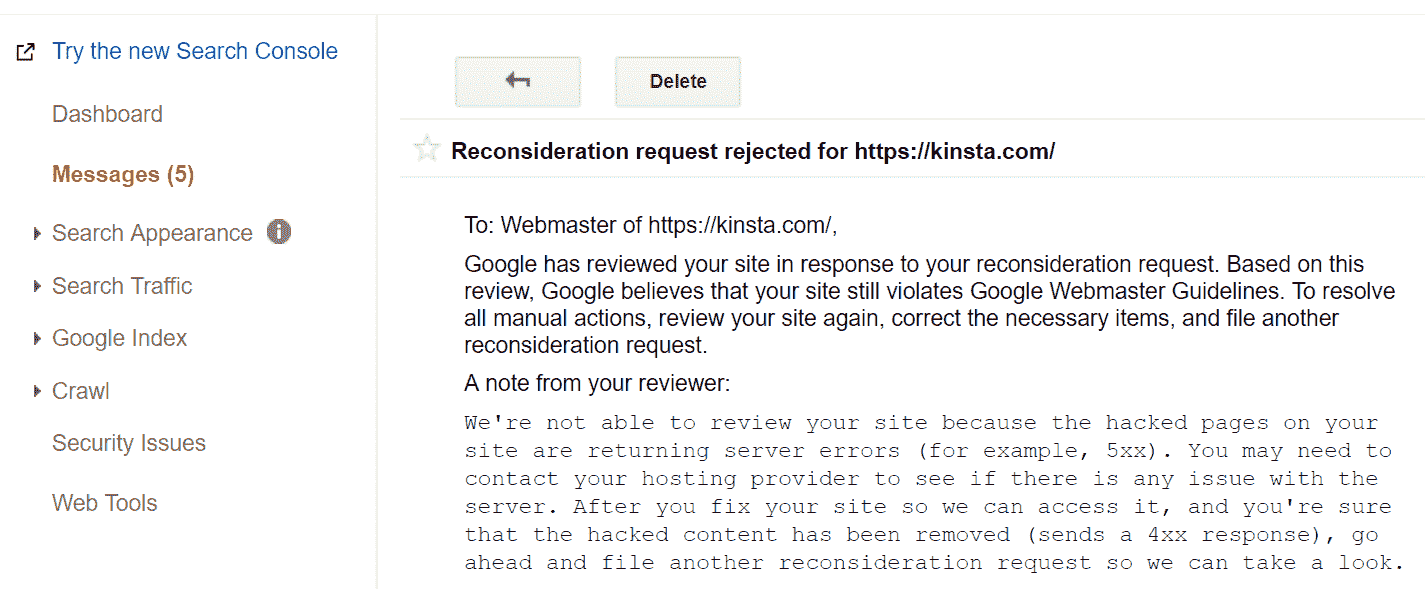 Try the new Search Console
Dashboard
Messages (5)
Search Appearance
Search Traffic
Google Index
Crawl
Security Issues
Web Tools
Delete
Reconsideration request rejected for https://kinsta.com/
To: Webmaster of https://kinsta.com/,
Google has reviewed your site in response to your reconsideration request. Based on this
review, Google believes that your site still violates Google Webmaster Guidelines. To resolve
all manual actions, review your site again, correct the necessary items, and file another
reconsideration request.
A note from your reviewer:
We're not able to review your site because the hacked pages on your
site are returning server errors (for example, 5xx). You may need to
contact your hosting provider to see if there is any issue with the
server. After you fix your site so we can access it, and you're sure
that the hacked content has been removed (sends a 4xx response), go
ahead and file another reconsideration request so we can take a look.